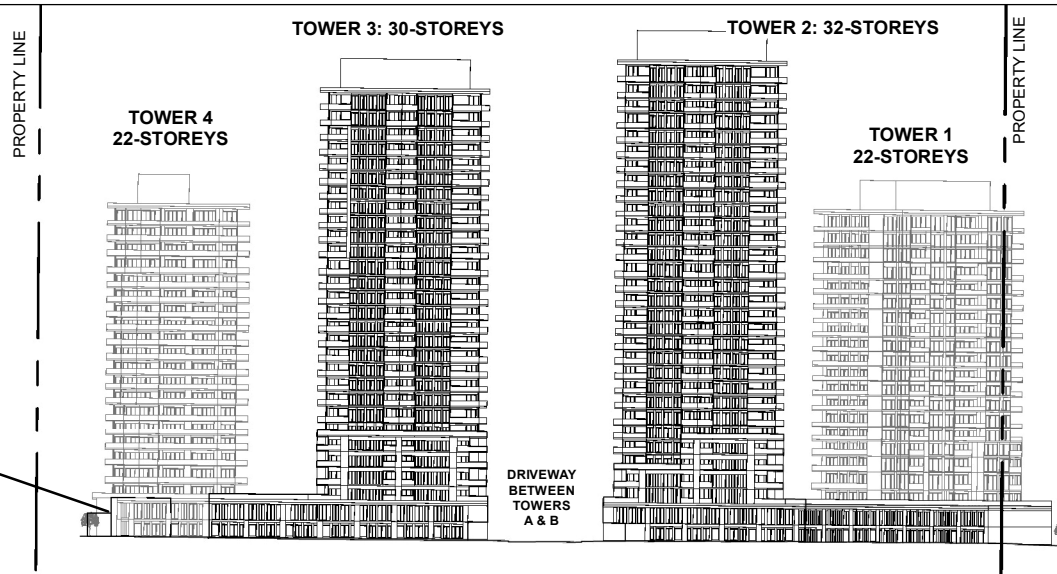 PROPERTY LINE
TOWER 3: 30-STOREYS
TOWER 2: 32-STOREYS
PROPERTY LINE
TOWER 4
22-STOREYS
TOWER 1
22-STOREYS
DRIVEWAY
BETWEEN
TOWERS
A & B